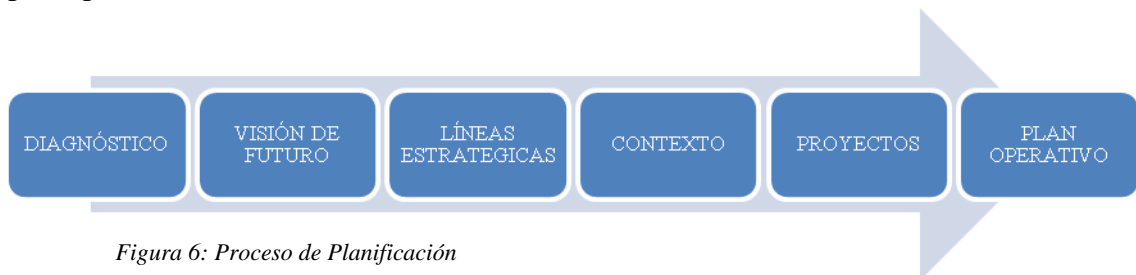 DIAGNÓSTICO
VISIÓN DE
FUTURO
LÍNEAS
ESTRATEGICAS
CONTEXTO
PROYECTOS
PLAN
OPERATIVO
Figura 6: Proceso de Planificación